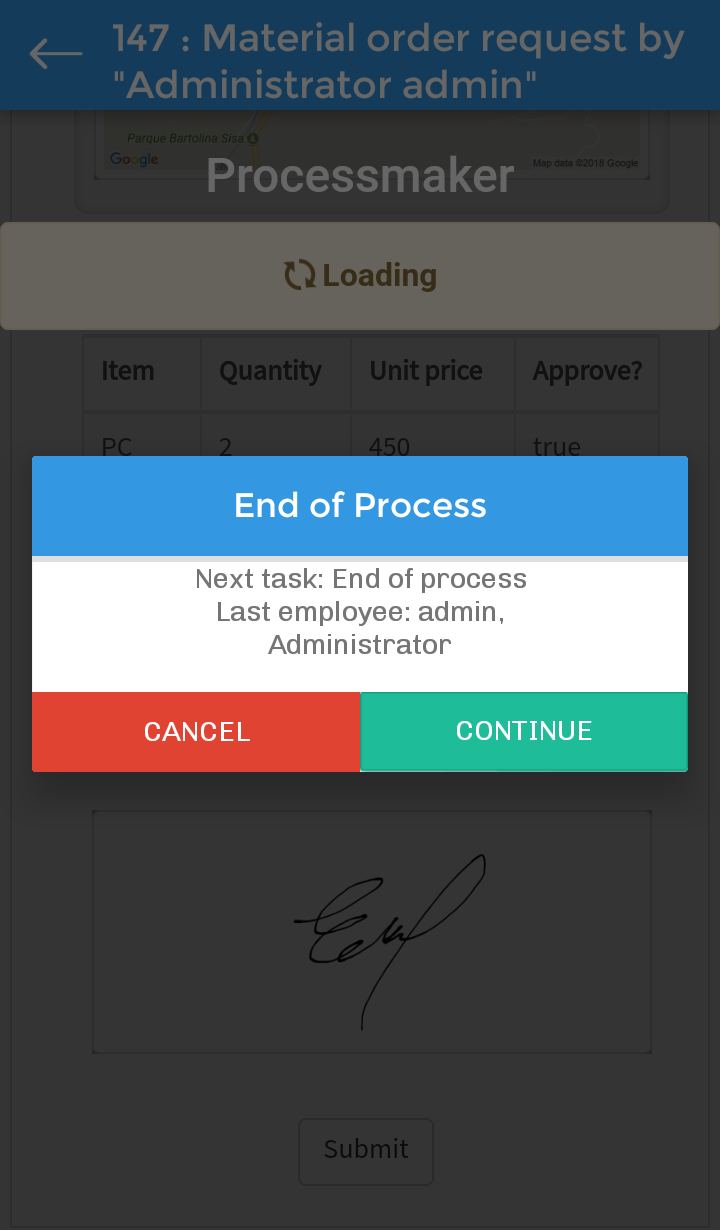 147 : Material order request by
"Administrator admin"
Parque Bartolina Sisa
Google
Map data ©2018 Google
Processmaker
Loading
Item Quantity Unit price Approve?
PC 2 450 true
End of Process
Next task: End of process
Last employee: admin,
Administrator
CANCEL CONTINUE
Submit